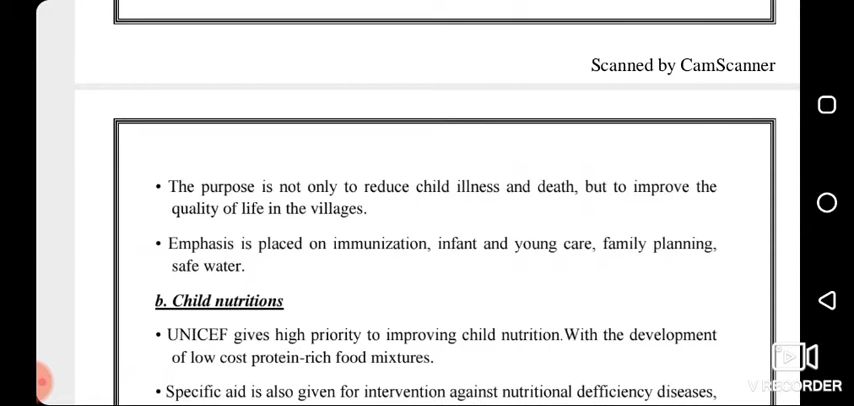 Scanned by CamScanner
• The purpose is not only to reduce child illness and death, but to improve the
quality of life in the villages.
• Emphasis is placed on immunization, infant and young care, family planning,
safe water.
b. Child nutritions
• UNICEF gives high priority to improving child nutrition.With the development
of low cost protein-rich food mixtures.
• Specific aid is also given for intervention against nutritional defficiency diseases,
V RECORDER